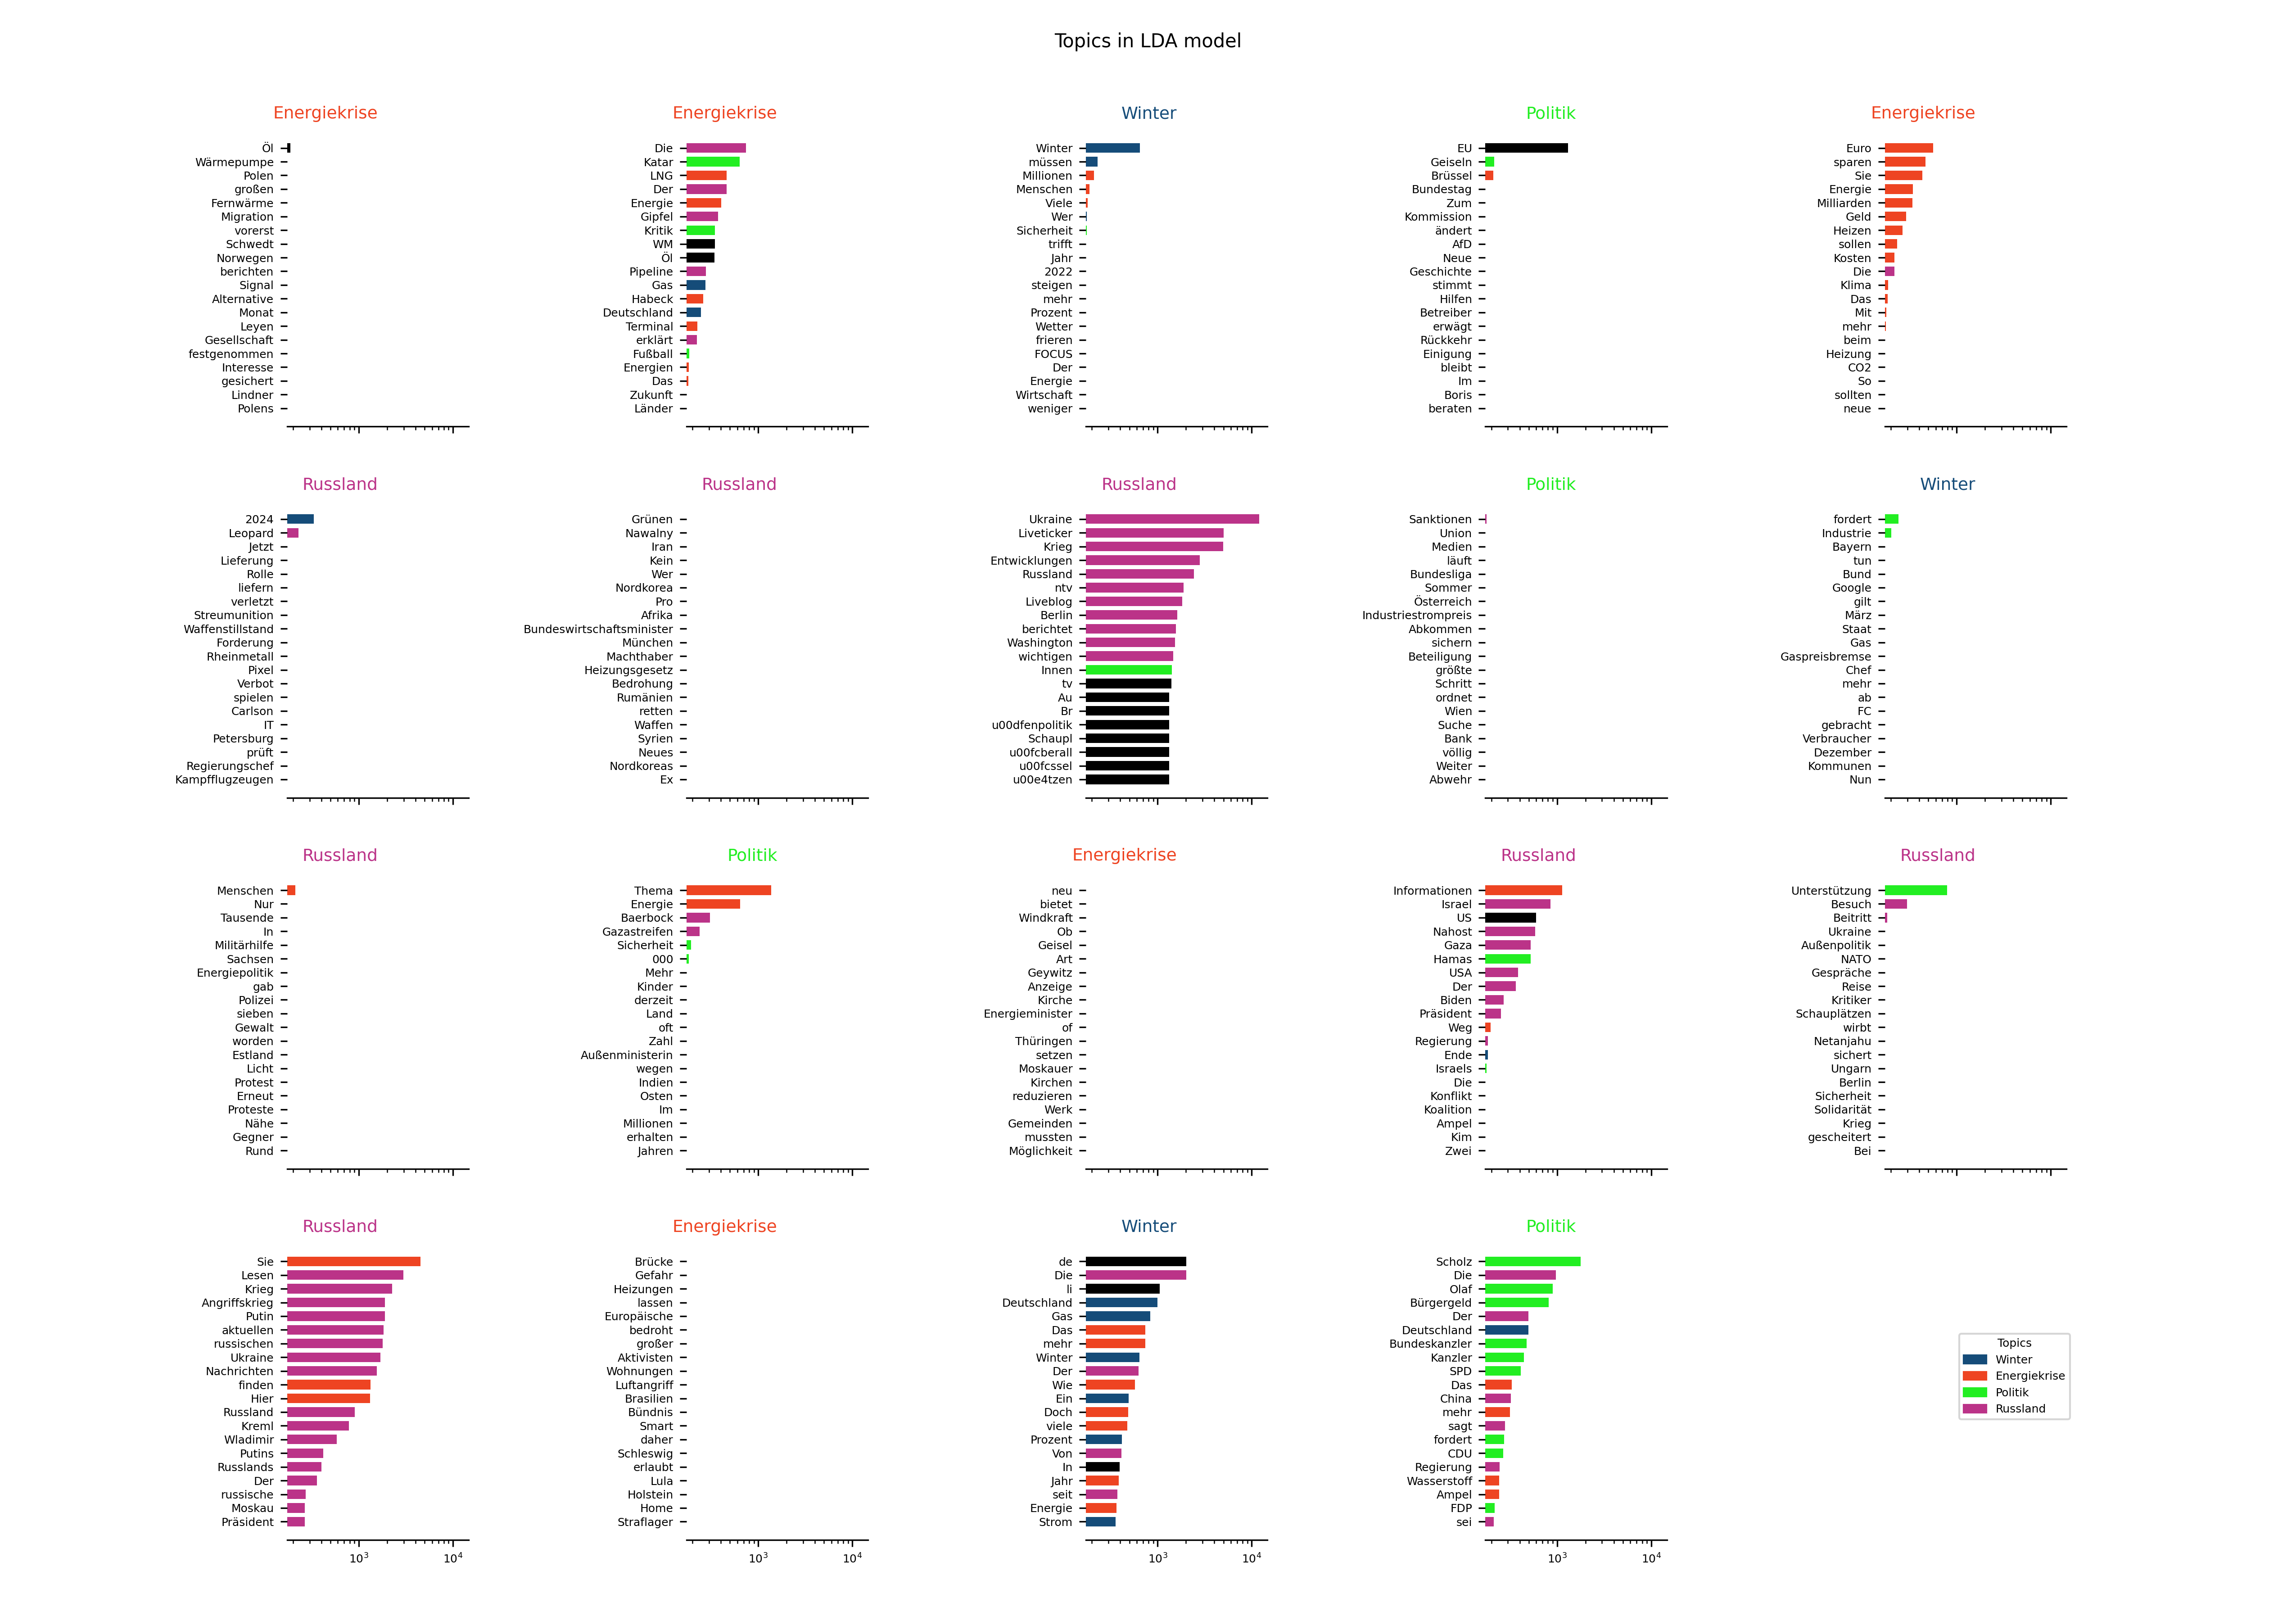 Topics in LDA model
Energiekrise
Öl
Wärmepumpe
Polen
großen
Fernwärme
Migration
vorerst
Schwedt
Norwegen
berichten
Signal
Alternative
Monat
Leyen
Gesellschaft
festgenommen
Interesse
gesichert
Lindner
Polens
Energiekrise
Die
Katar
LNG
Der
Energie
Gipfel
Kritik
WM
Öl
Pipeline
Gas
Habeck
Deutschland
Terminal
erklärt
Fußball
Energien
Das
Zukunft
Länder
Winter
Winter
müssen
Millionen
Menschen
Viele
Wer
Sicherheit
trifft
Jahr
2022
steigen
mehr
Prozent
Wetter
frieren
FOCUS
Der
Energie
Wirtschaft
weniger
Politik
EU
Geiseln
Brüssel
Bundestag
Zum
Kommission
ändert
AfD
Neue
Geschichte
stimmt
Hilfen
Betreiber
erwägt
Rückkehr
Einigung
bleibt
Im
Boris
beraten
Energiekrise
Euro
sparen
Sie
Energie
Milliarden
Geld
Heizen
sollen
Kosten
Die
Klima
Das
Mit
mehr
beim
Heizung
CO2
So
sollten
neue
Russland
2024
Leopard
Jetzt
Lieferung
Rolle
liefern
verletzt
Streumunition
Waffenstillstand
Forderung
Rheinmetall
Pixel
Verbot
spielen
Carlson
IT
Petersburg
prüft
Regierungschef
Kampfflugzeugen
Russland
Grünen
Nawalny
Iran
Kein
Wer
Nordkorea
Pro
Afrika
Bundeswirtschaftsminister
München
Machthaber
Heizungsgesetz
Bedrohung
Rumänien
retten
Waffen
Syrien
Neues
Nordkoreas
Ex
Russland
Ukraine
Liveticker
Krieg
Entwicklungen
Russland
ntv
Liveblog
Berlin
berichtet
Washington
wichtigen
Innen
tv
Au
Br
u00dfenpolitik
Schaupl
u00fcberall
u00fcssel
u00e4tzen
Politik
Sanktionen
Union
Medien
läuft
Bundesliga
Sommer
Österreich
Industriestrompreis
Abkommen
sichern
Beteiligung
größte
Schritt
ordnet
Wien
Suche
Bank
völlig
Weiter
Abwehr
Winter
fordert
Industrie
Bayern
tun
Bund
Google
gilt
März
Staat
Gas
Gaspreisbremse
Chef
mehr
ab
FC
gebracht
Verbraucher
Dezember
Kommunen
Nun
Russland
Menschen
Nur
Tausende
In
Militärhilfe
Sachsen
Energiepolitik
gab
Polizei
sieben
Gewalt
worden
Estland
Licht
Protest
Erneut
Proteste
Nähe
Gegner
Rund
Politik
Thema
Energie
Baerbock
Gazastreifen
Sicherheit
000
Mehr
Kinder
derzeit
Land
oft
Zahl
Außenministerin
wegen
Indien
Osten
Im
Millionen
erhalten
Jahren
Energiekrise
neu
bietet
Windkraft
Ob
Geisel
Art
Geywitz
Anzeige
Kirche
Energieminister
of
Thüringen
setzen
Moskauer
Kirchen
reduzieren
Werk
Gemeinden
mussten
Möglichkeit
Russland
Informationen
Israel
US
Nahost
Gaza
Hamas
USA
Der
Biden
Präsident
Weg
Regierung
Ende
Israels
Die
Konflikt
Koalition
Ampel
Kim
Zwei
Russland
Unterstützung
Besuch
Beitritt
Ukraine
Außenpolitik
NATO
Gespräche
Reise
Kritiker
Schauplätzen
wirbt
Netanjahu
sichert
Ungarn
Berlin
Sicherheit
Solidarität
Krieg
gescheitert
Bei
Russland
Sie
Lesen
Krieg
Angriffskrieg
Putin
aktuellen
russischen
Ukraine
Nachrichten
finden
Hier
Russland
Kreml
Wladimir
Putins
Russlands
Der
russische
Moskau
Präsident
10³ 10⁴
Energiekrise
Brücke
Gefahr
Heizungen
lassen
Europäische
bedroht
großer
Aktivisten
Wohnungen
Luftangriff
Brasilien
Bündnis
Smart
daher
Schleswig
erlaubt
Lula
Holstein
Home
Straflager
10³ 10⁴
Winter
de
Die
li
Deutschland
Gas
Das
mehr
Winter
Der
Wie
Ein
Doch
viele
Prozent
Von
In
Jahr
seit
Energie
Strom
10³ 10⁴
Politik
Scholz
Die
Olaf
Bürgergeld
Der
Deutschland
Bundeskanzler
Kanzler
SPD
Das
China
mehr
sagt
fordert
CDU
Regierung
Wasserstoff
Ampel
FDP
sei
10³ 10⁴
Topics
Winter
Energiekrise
Politik
Russland